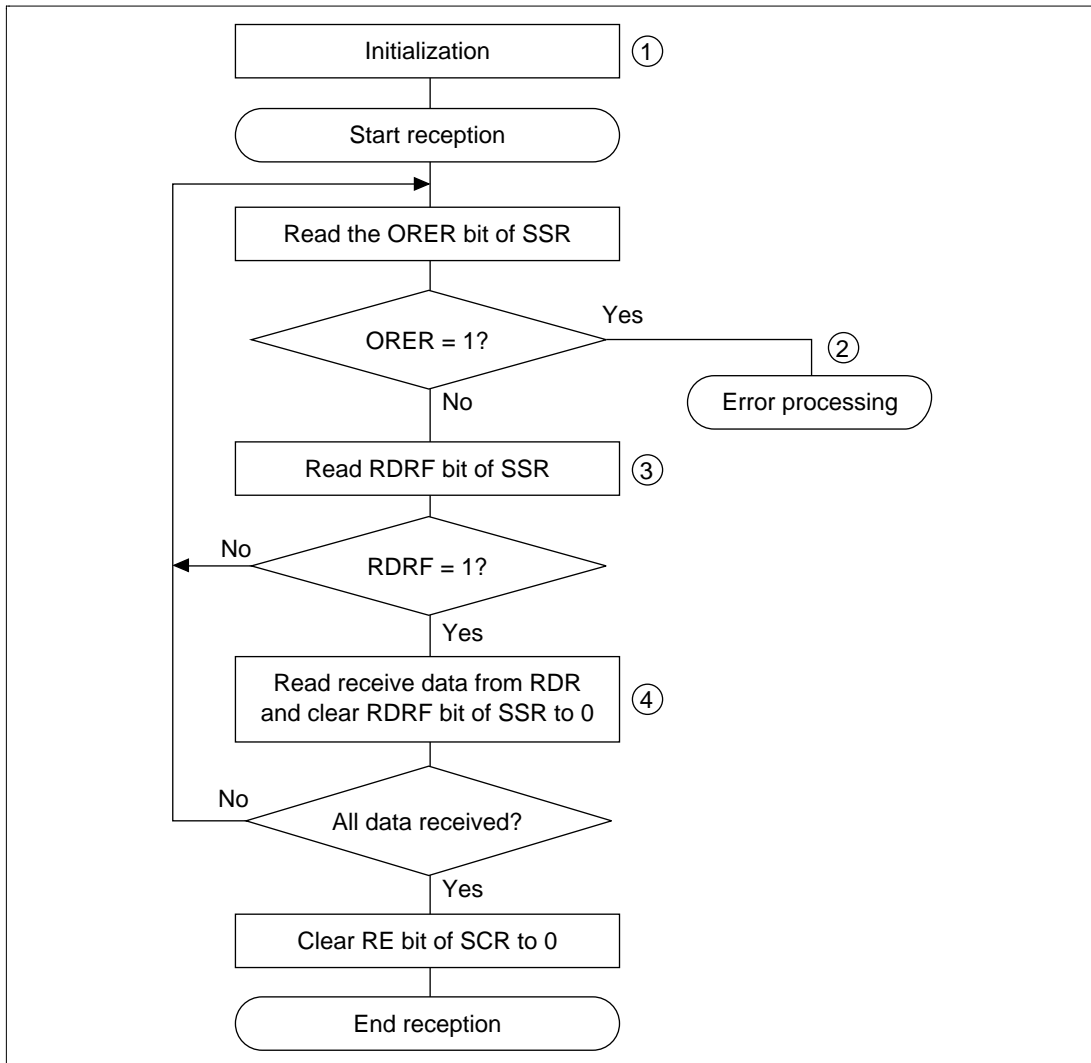 Initialization
①
Start reception
Read the ORER bit of SSR
ORER = 1?
Yes
②
Error processing
No
Read RDRF bit of SSR
③
No
RDRF = 1?
Yes
Read receive data from RDR
and clear RDRF bit of SSR to 0
④
No
All data received?
Yes
Clear RE bit of SCR to 0
End reception